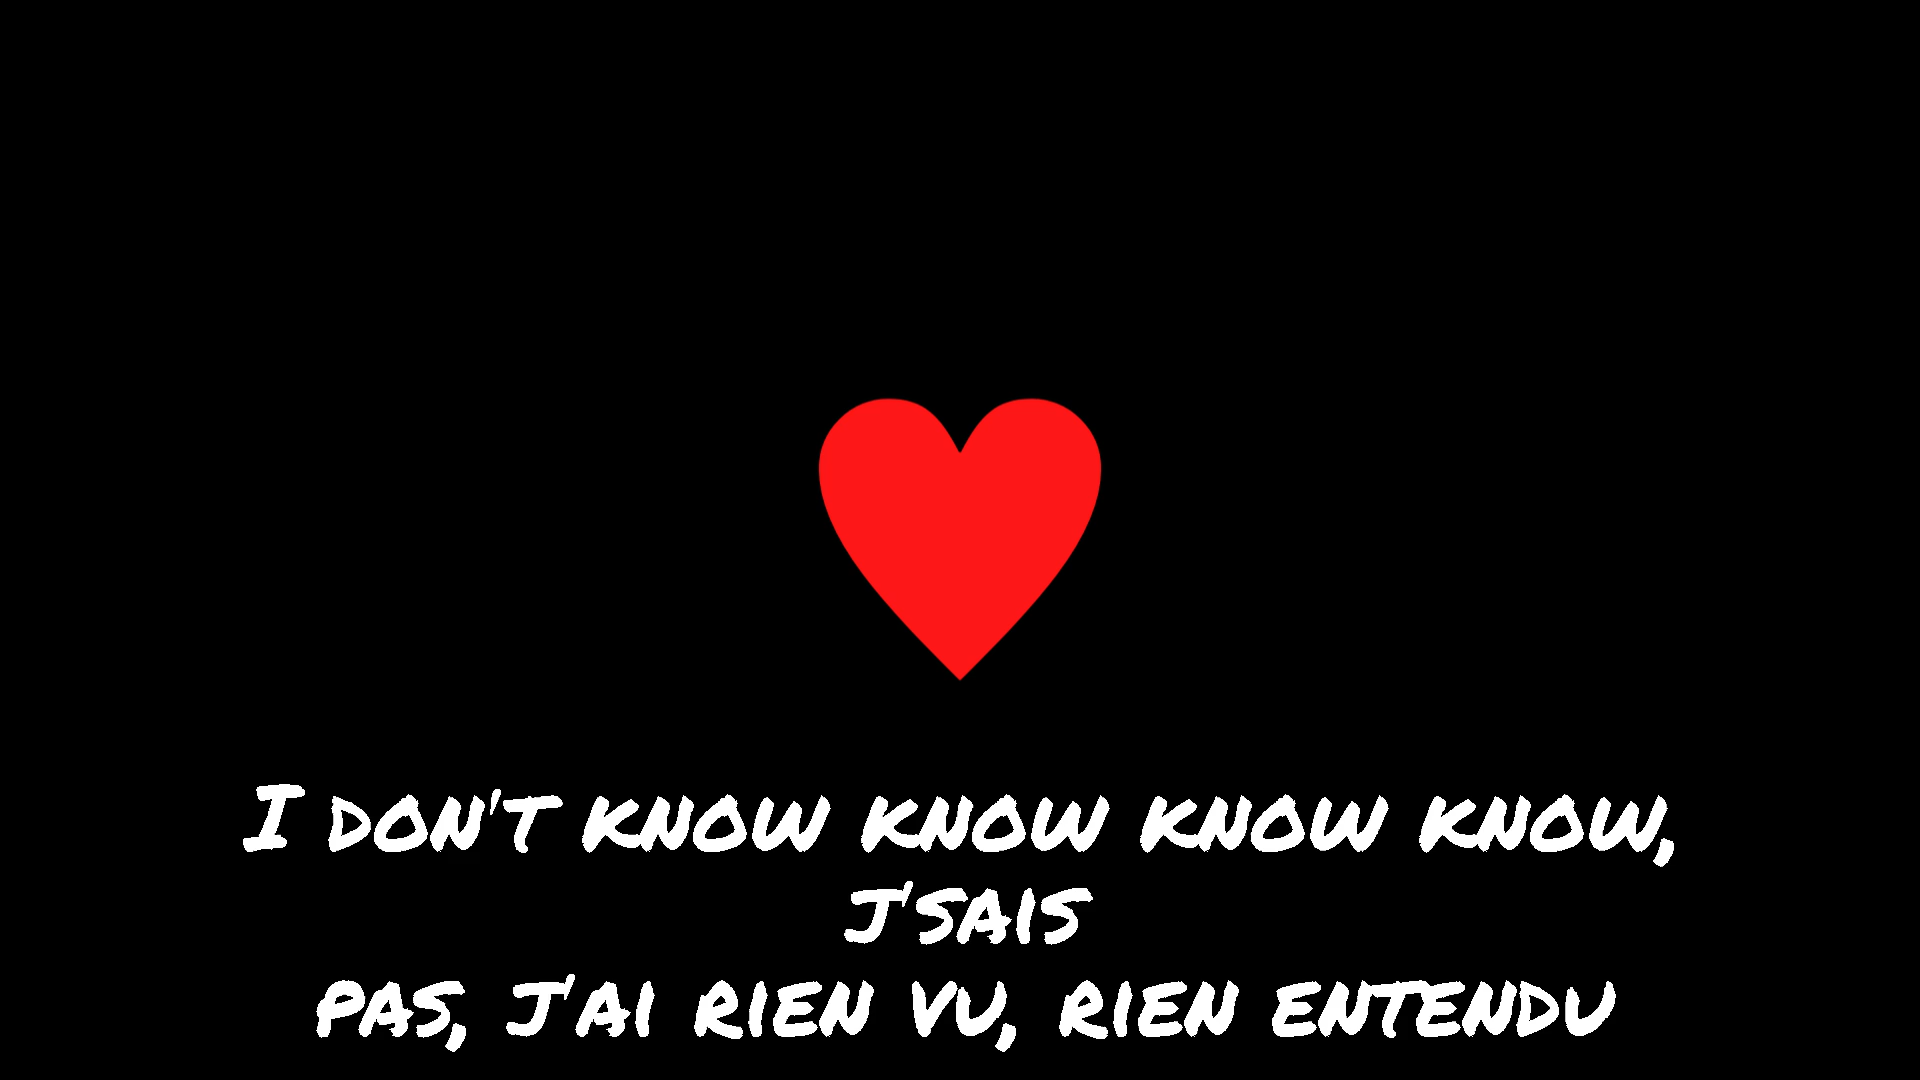 I don't know know know know,
j'sais
pas, j'ai rien vu, rien entendu